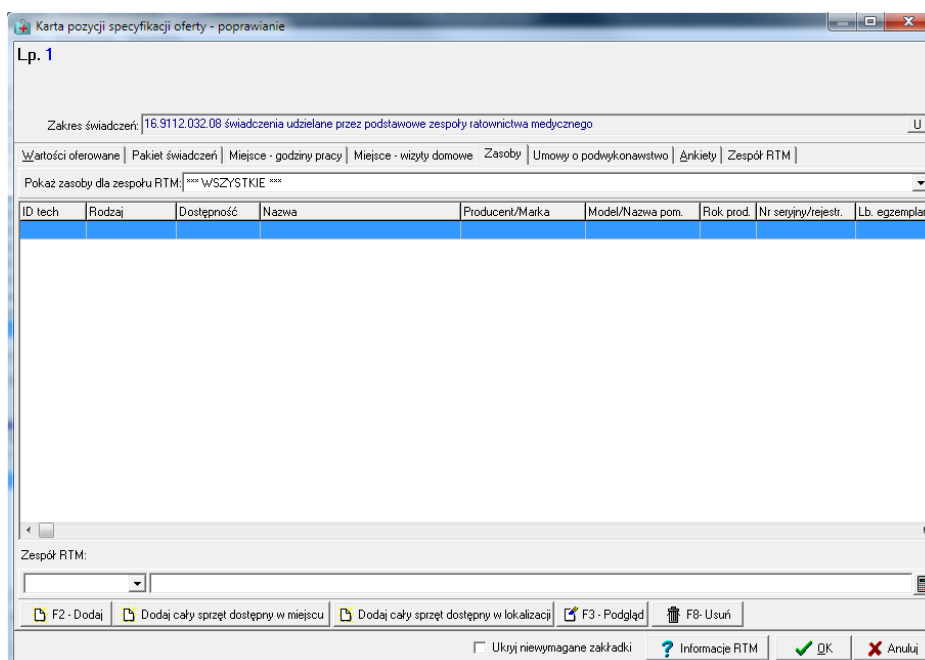 Karta pozycji specyfikacji oferty - poprawianie
Lp. 1
Zakres świadczeń: 16.9112.032.08 świadczenia udzielane przez podstawowe zespoły ratownictwa medycznego U
Wartości oferowane Pakiet świadczeń Miejsce - godziny pracy Miejsce - wizyty domowe Zasoby Umowy o podwykonawstwo Ankiety Zespół RTM
Pokaż zasoby dla zespołu RTM: *** WSZYSTKIE ***
ID tech Rodzaj Dostępność Nazwa Producent/Marka Model/Nazwa pom. Rok prod. Nr seryjny/rejestr. Lb. egzemplar
Zespół RTM:
F2 - Dodaj Dodaj cały sprzęt dostępny w miejscu Dodaj cały sprzęt dostępny w lokalizacji F3 - Podgląd F8- Usuń
Ukryj niewymagane zakładki Informacje RTM OK Anuluj